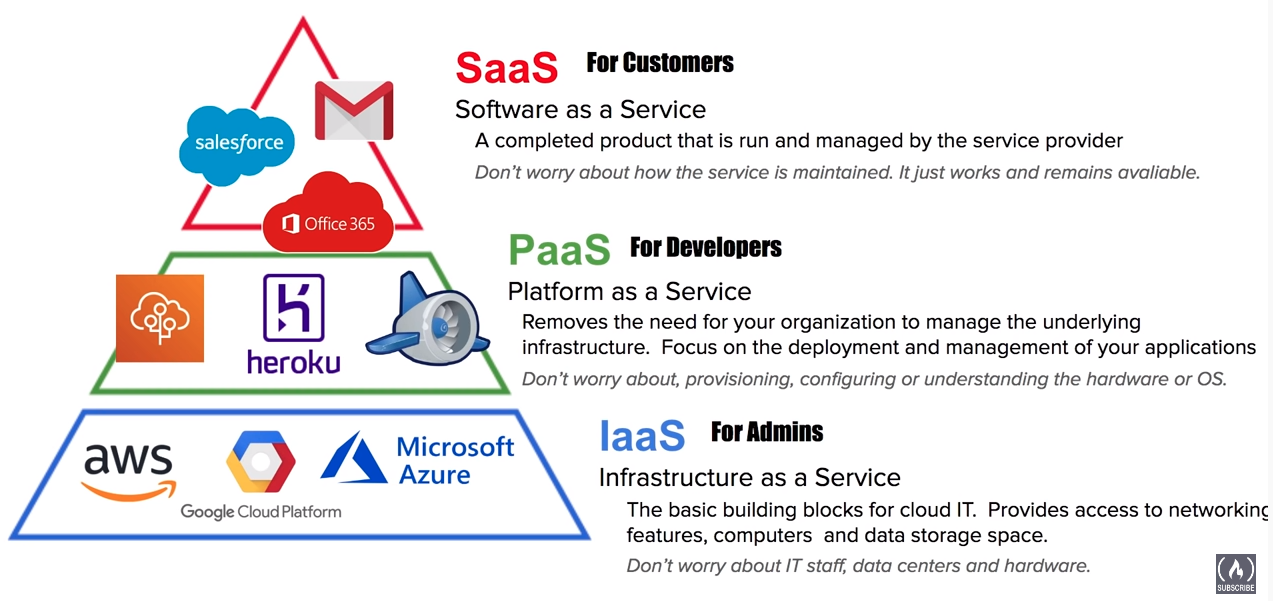 SaaS For Customers
Software as a Service
A completed product that is run and managed by the service provider
Don't worry about how the service is maintained. It just works and remains avaliable.
salesforce
Office 365
PaaS For Developers
Platform as a Service
Removes the need for your organization to manage the underlying
infrastructure. Focus on the deployment and management of your applications
Don't worry about, provisioning, configuring or understanding the hardware or OS.
heroku
IaaS For Admins
Infrastructure as a Service
The basic building blocks for cloud IT. Provides access to networking
features, computers and data storage space.
Don't worry about IT staff, data centers and hardware.
aws
Google Cloud Platform
Microsoft
Azure
SUBSCRIBE